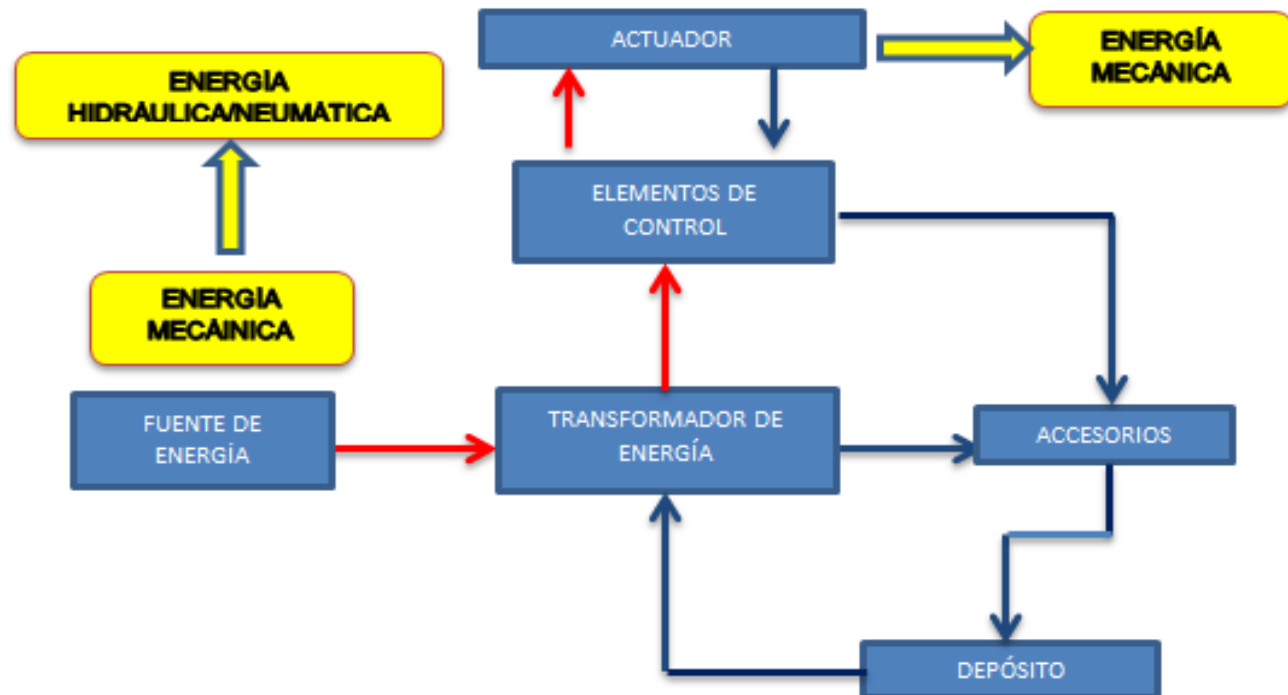 ACTUADOR
ENERGÍA
MECÁNICA
ENERGÍA
HIDRÁULICA/NEUMÁTICA
ELEMENTOS DE
CONTROL
ENERGÍA
MECÁINICA
FUENTE DE
ENERGÍA
TRANSFORMADOR DE
ENERGÍA
ACCESORIOS
DEPÓSITO